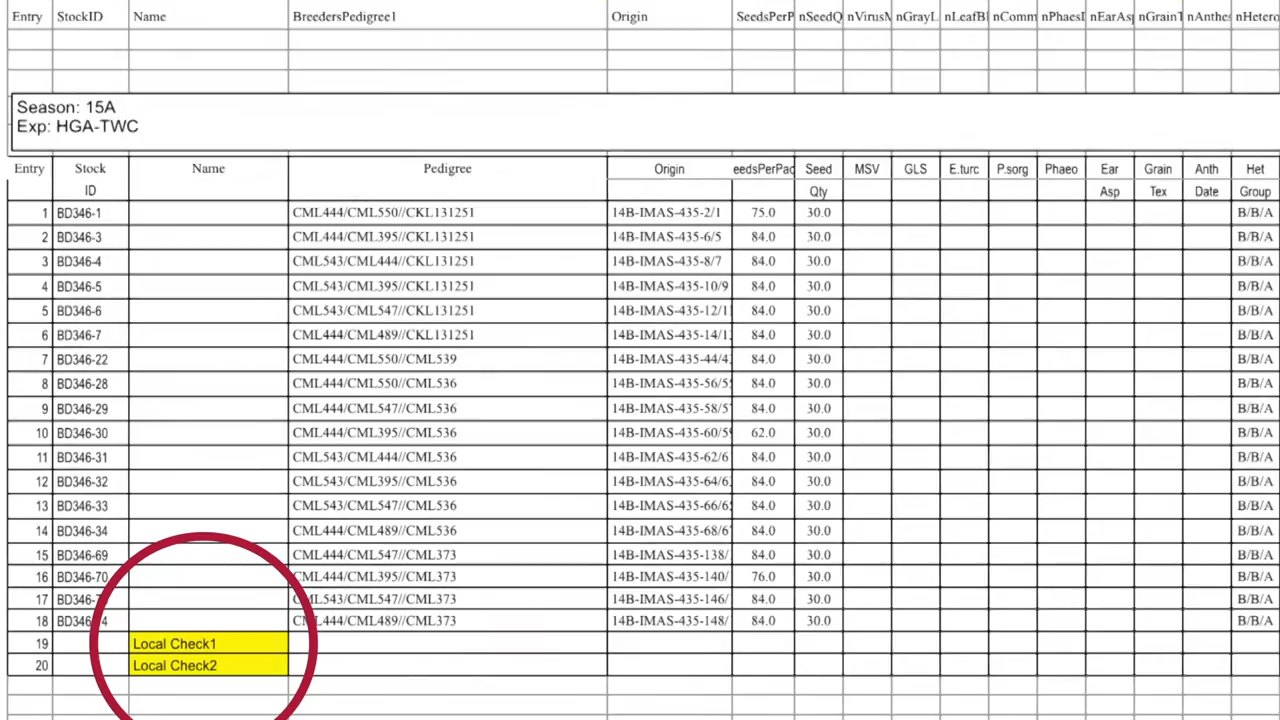 Entry StockID Name BreedersPedigree1 Origin SeedsPerP nSeedQ nVirusM nGrayL nLeafBl nComm nPhaesD nEarAsp nGrainT nAnthes nHetero
Season: 15A
Exp: HGA-TWC
Entry Stock Name Pedigree Origin eedsPerPac Seed MSV GLS E.turc P.sorg Phaeo Ear Grain Anth Het
ID Qty Asp Tex Date Group
1 BD346-1 CML444/CML550//CKL131251 14B-IMAS-435-2/1 75.0 30.0 B/B/A
2 BD346-3 CML444/CML395//CKL131251 14B-IMAS-435-6/5 84.0 30.0 B/B/A
3 BD346-4 CML543/CML444//CKL131251 14B-IMAS-435-8/7 84.0 30.0 B/B/A
4 BD346-5 CML543/CML395//CKL131251 14B-IMAS-435-10/9 84.0 30.0 B/B/A
5 BD346-6 CML543/CML547//CKL131251 14B-IMAS-435-12/11 84.0 30.0 B/B/A
6 BD346-7 CML444/CML489//CKL131251 14B-IMAS-435-14/1 84.0 30.0 B/B/A
7 BD346-22 CML444/CML550//CML539 14B-IMAS-435-44/4 84.0 30.0 B/B/A
8 BD346-28 CML444/CML550//CML536 14B-IMAS-435-56/5 84.0 30.0 B/B/A
9 BD346-29 CML444/CML547//CML536 14B-IMAS-435-58/5 84.0 30.0 B/B/A
10 BD346-30 CML444/CML395//CML536 14B-IMAS-435-60/5 62.0 30.0 B/B/A
11 BD346-31 CML543/CML444//CML536 14B-IMAS-435-62/6 84.0 30.0 B/B/A
12 BD346-32 CML543/CML395//CML536 14B-IMAS-435-64/6 84.0 30.0 B/B/A
13 BD346-33 CML543/CML547//CML536 14B-IMAS-435-66/6 84.0 30.0 B/B/A
14 BD346-34 CML444/CML489//CML536 14B-IMAS-435-68/6 84.0 30.0 B/B/A
15 BD346-69 CML444/CML547//CML373 14B-IMAS-435-138/ 84.0 30.0 B/B/A
16 BD346-70 CML444/CML395//CML373 14B-IMAS-435-140/ 76.0 30.0 B/B/A
17 BD346-7 CML543/CML547//CML373 14B-IMAS-435-146/ 84.0 30.0 B/B/A
18 BD346- 4 CML444/CML489//CML373 14B-IMAS-435-148/ 84.0 30.0 B/B/A
19 Local Check1
20 Local Check2